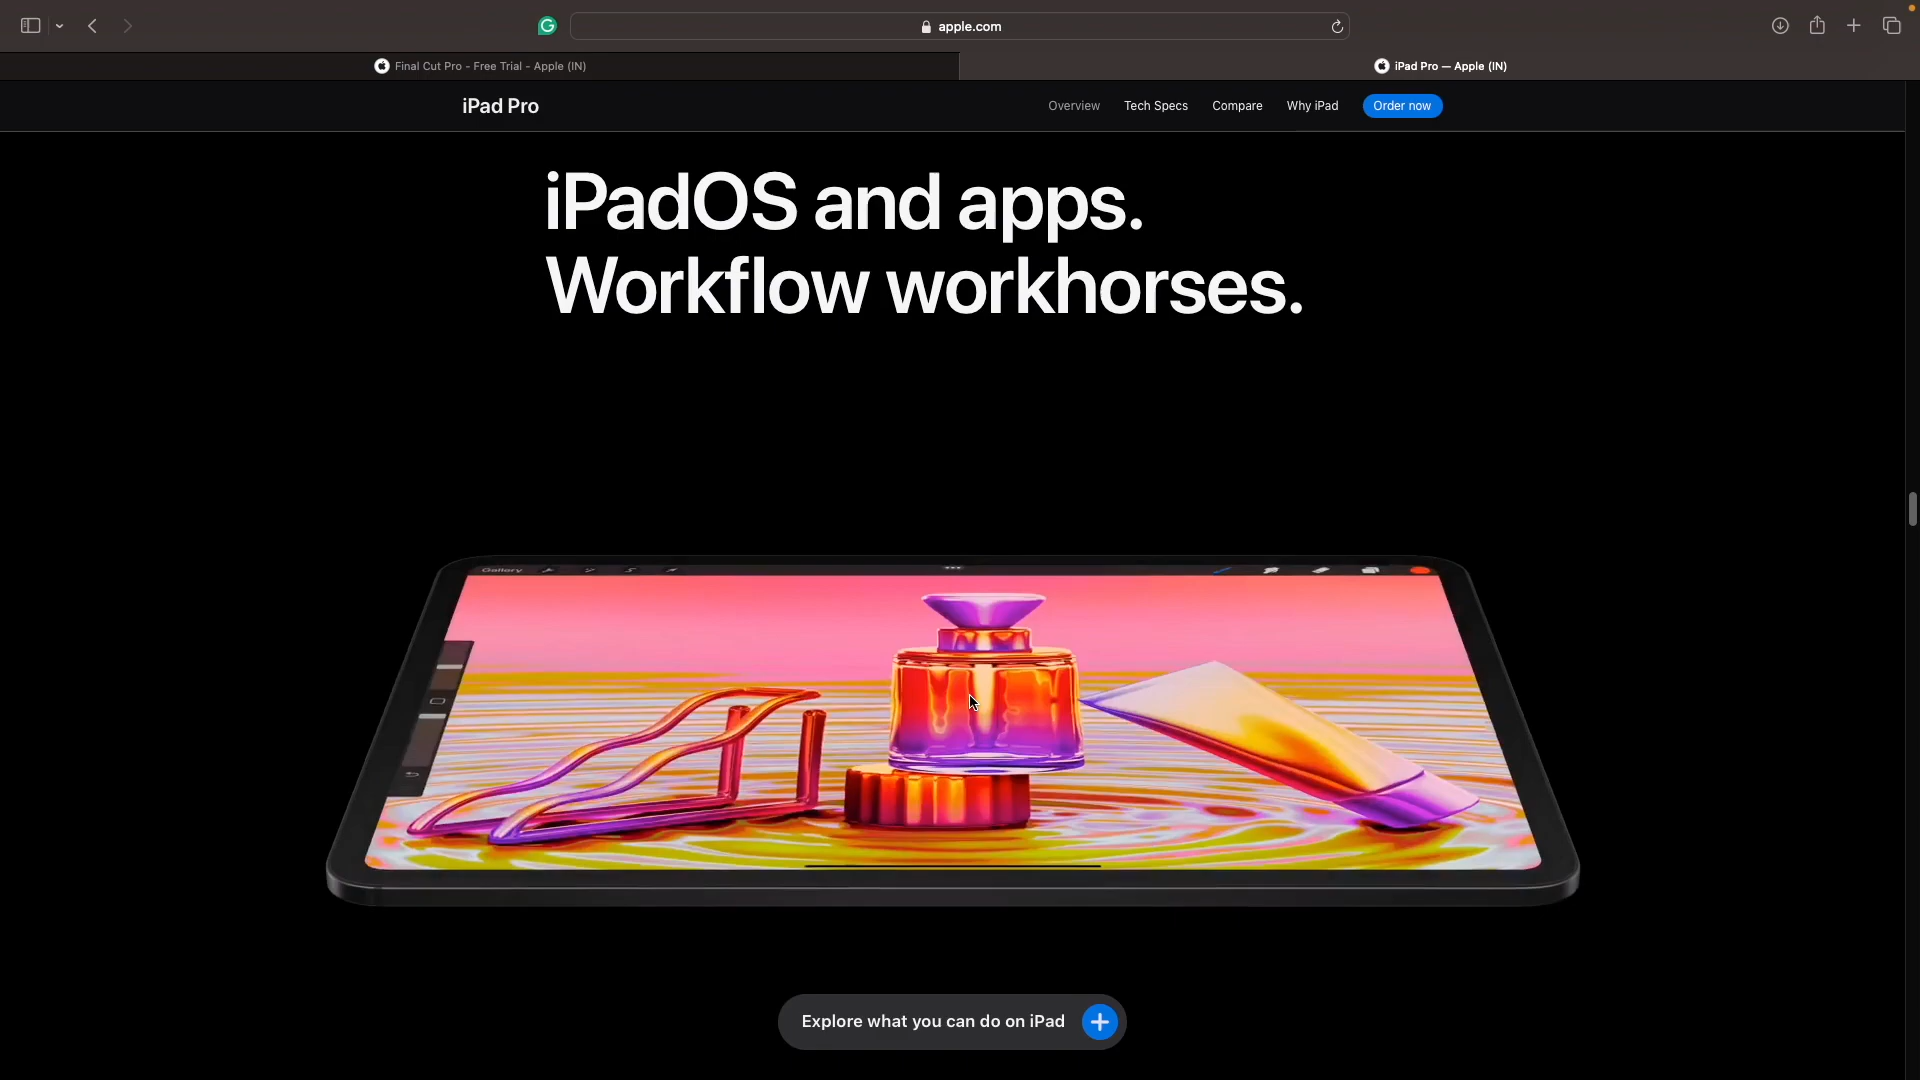 apple.com
Final Cut Pro - Free Trial - Apple (IN)
iPad Pro — Apple (IN)
iPad Pro
Overview
Tech Specs
Compare
Why iPad
Order now
iPadOS and apps.
Workflow workhorses.
Gallery
Explore what you can do on iPad